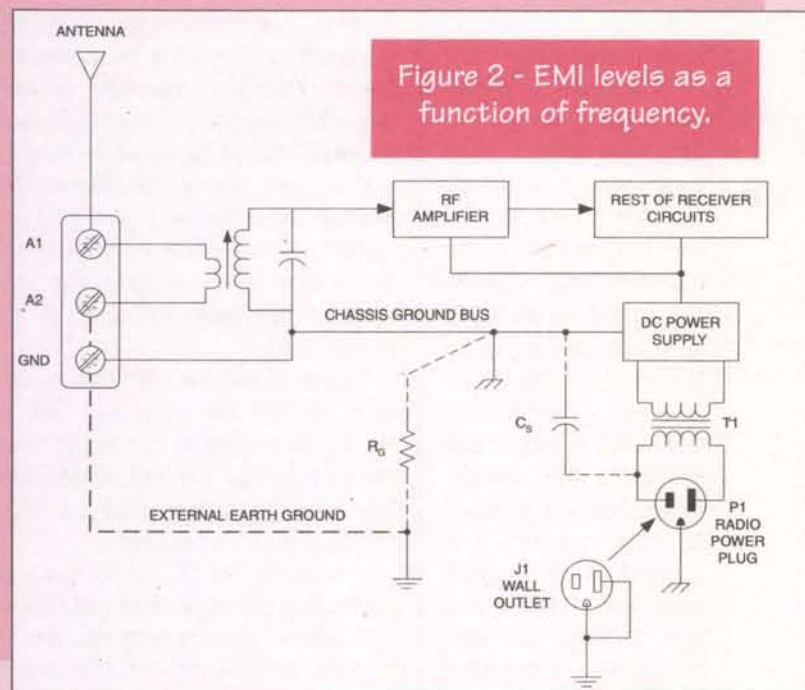 ANTENNA
Figure 2 - EMI levels as a
function of frequency.
RF
AMPLIFIER
REST OF RECEIVER
CIRCUITS
A1
A2
GND
CHASSIS GROUND BUS
DC POWER
SUPPLY
CS
T1
RG
EXTERNAL EARTH GROUND
P1
RADIO
POWER
PLUG
J1
WALL
OUTLET